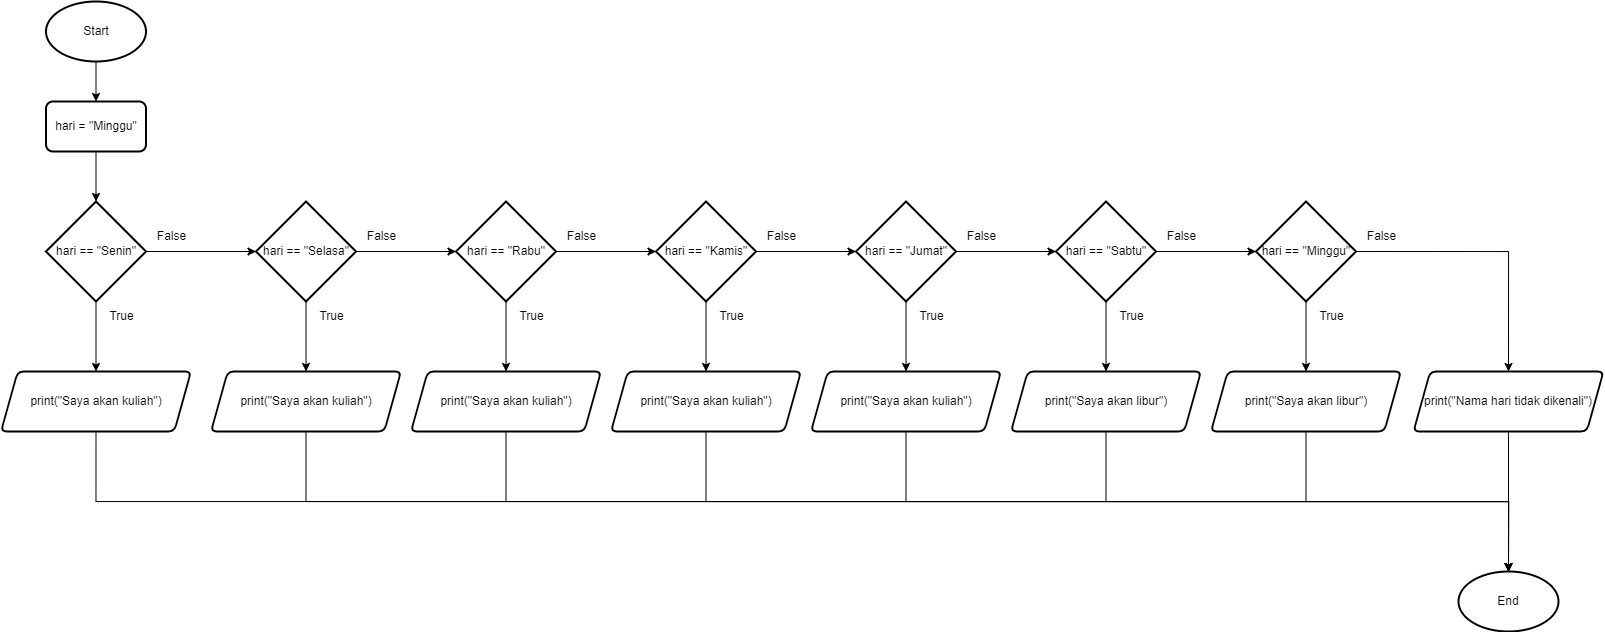 Start
hari = "Minggu"
False
False
False
False
False
False
False
hari == "Senin"
hari == "Selasa"
hari == "Rabu"
hari == "Kamis"
hari == "Jumat"
hari == "Sabtu"
hari == "Minggu"
True
True
True
True
True
True
True
print("Saya akan kuliah")
print("Saya akan kuliah")
print("Saya akan kuliah")
print("Saya akan kuliah")
print("Saya akan kuliah")
print("Saya akan libur")
print("Saya akan libur")
print("Nama hari tidak dikenali")
End